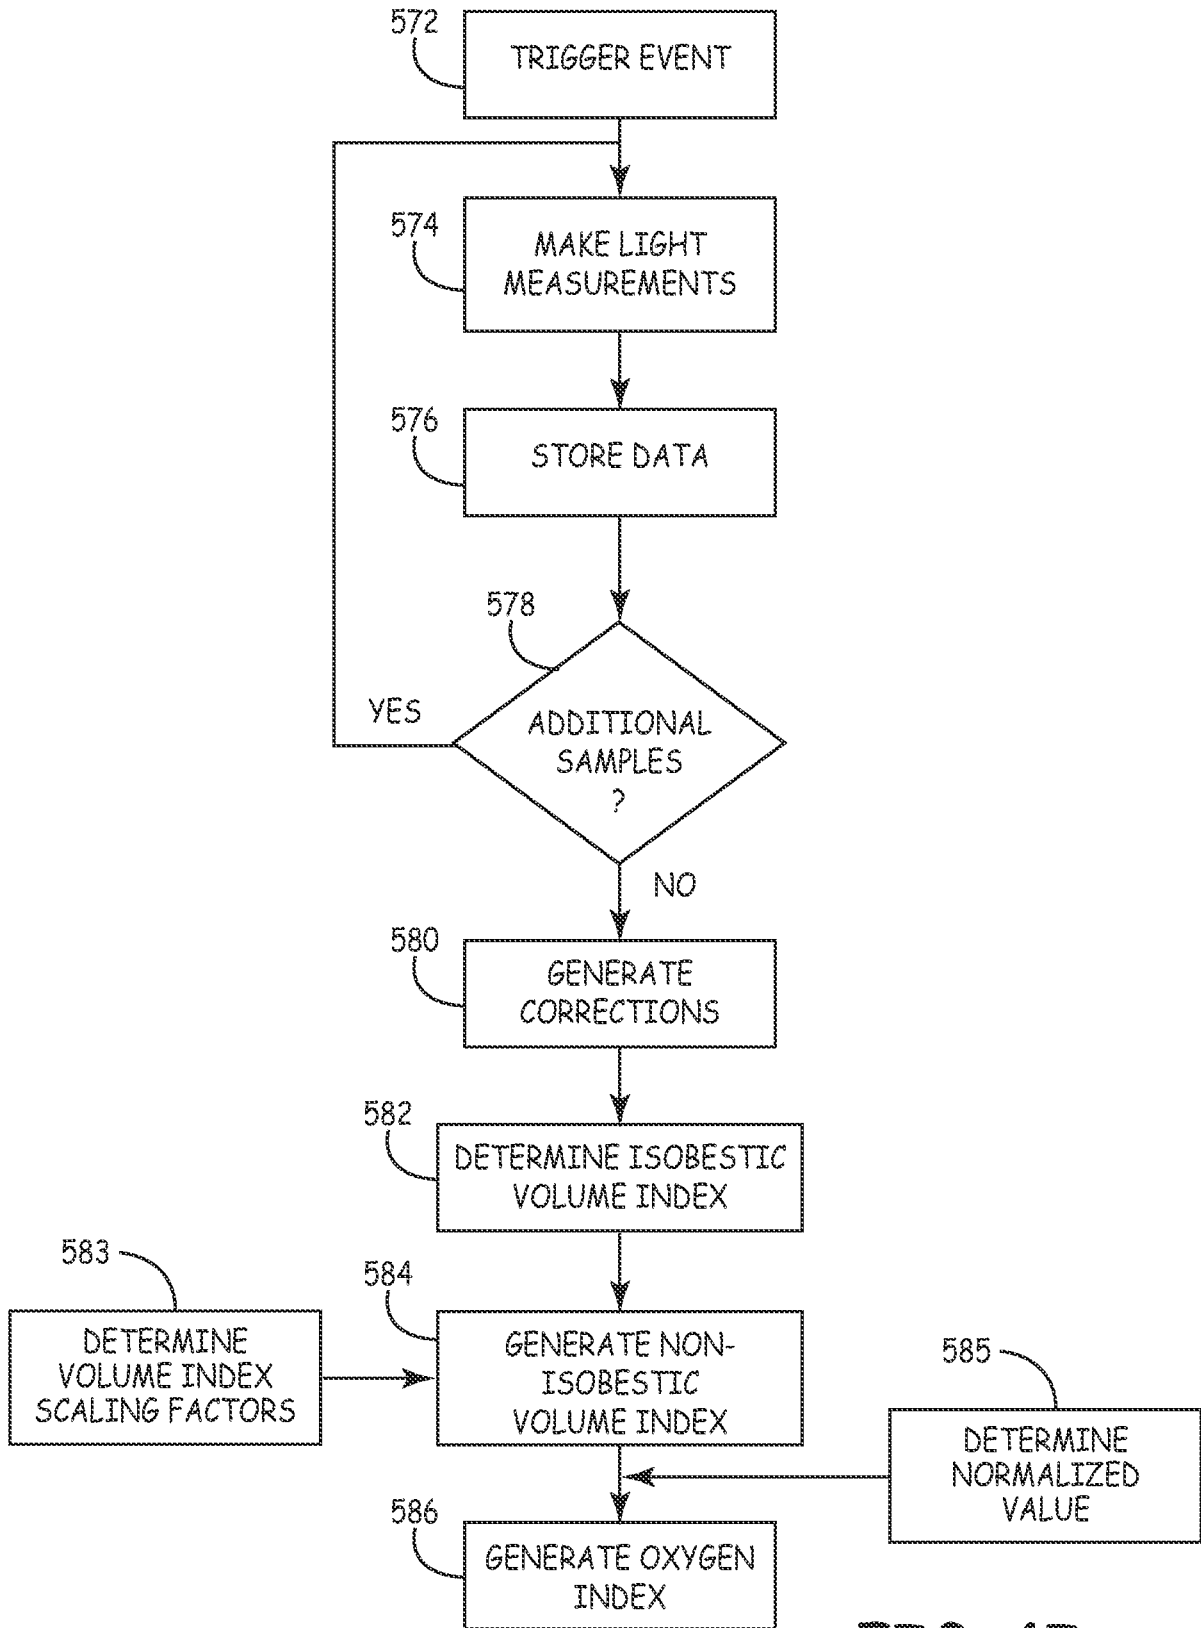 572
TRIGGER EVENT
574
MAKE LIGHT
MEASUREMENTS
576
STORE DATA
578
YES
ADDITIONAL
SAMPLES
?
NO
580
GENERATE
CORRECTIONS
582
DETERMINE ISOBESTIC
VOLUME INDEX
583
DETERMINE
VOLUME INDEX
SCALING FACTORS
584
GENERATE NON-
ISOBESTIC
VOLUME INDEX
585
DETERMINE
NORMALIZED
VALUE
586
GENERATE OXYGEN
INDEX